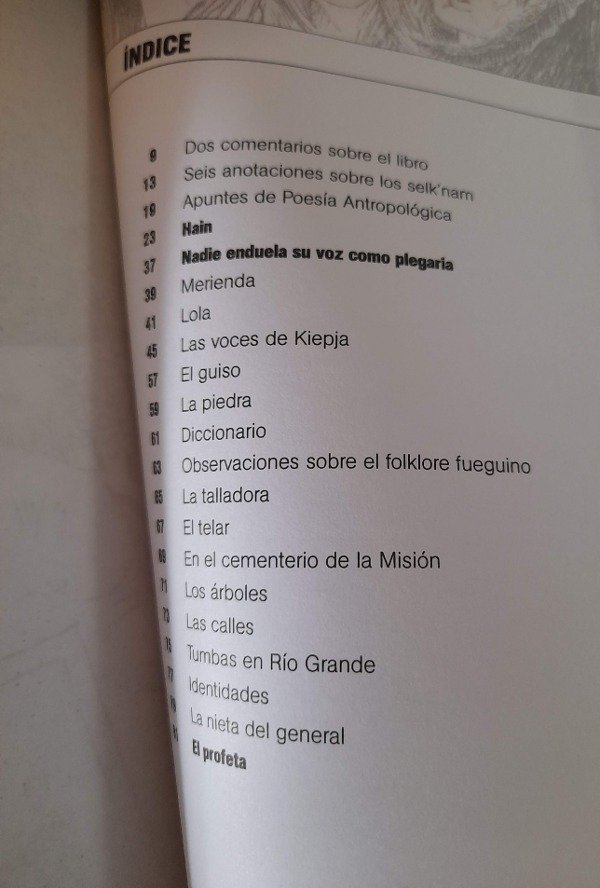 ÍNDICE
9 Dos comentarios sobre el libro
13 Seis anotaciones sobre los selk'nam
19 Apuntes de Poesía Antropológica
23 Hain
37 Nadie enduela su voz como plegaria
39 Merienda
41 Lola
45 Las voces de Kiepja
57 El guiso
59 La piedra
61 Diccionario
63 Observaciones sobre el folklore fueguino
65 La talladora
67 El telar
69 En el cementerio de la Misión
71 Los árboles
73 Las calles
75 Tumbas en Río Grande
Identidades
La nieta del general
El profeta